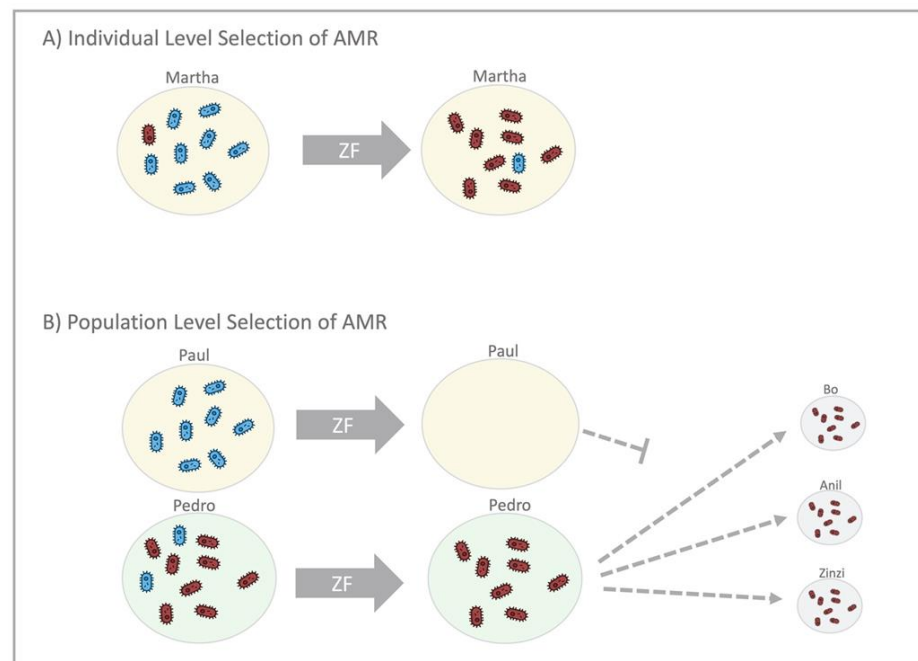 A) Individual Level Selection of AMR
Martha
Martha
ZF
B) Population Level Selection of AMR
Paul
Paul
ZF
Bo
Pedro
Pedro
Anil
ZF
Zinzi